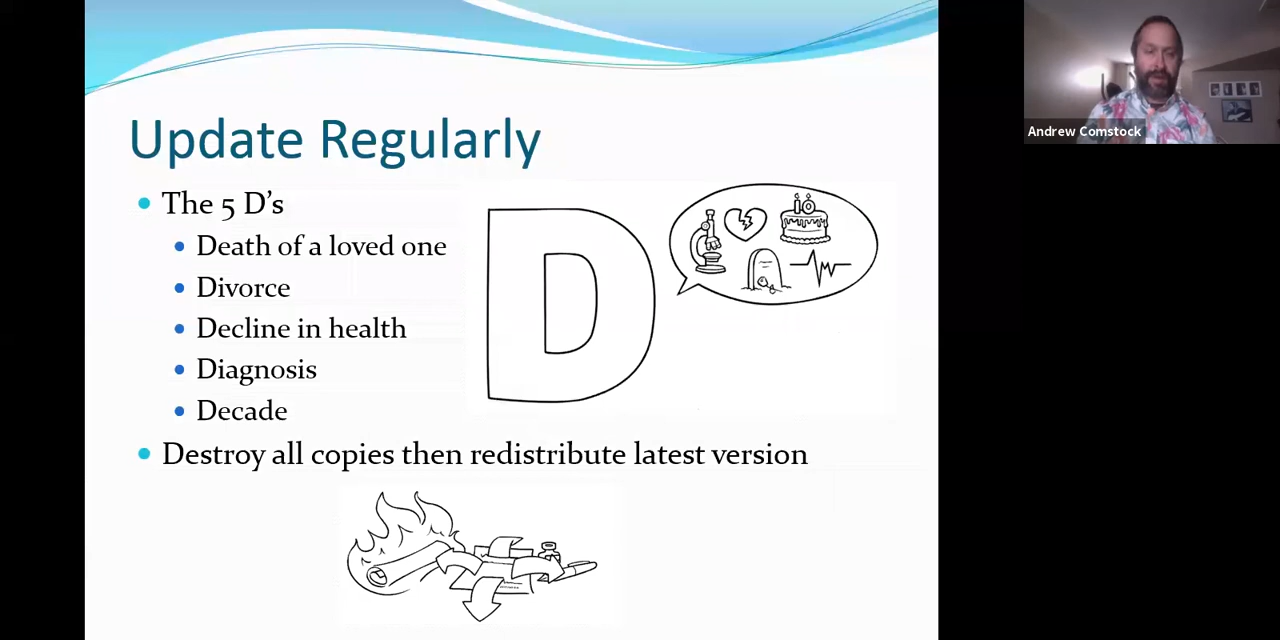 Update Regularly
The 5 D's
Death of a loved one
Divorce
Decline in health
Diagnosis
Decade
Destroy all copies then redistribute latest version
D
10
Andrew Comstock